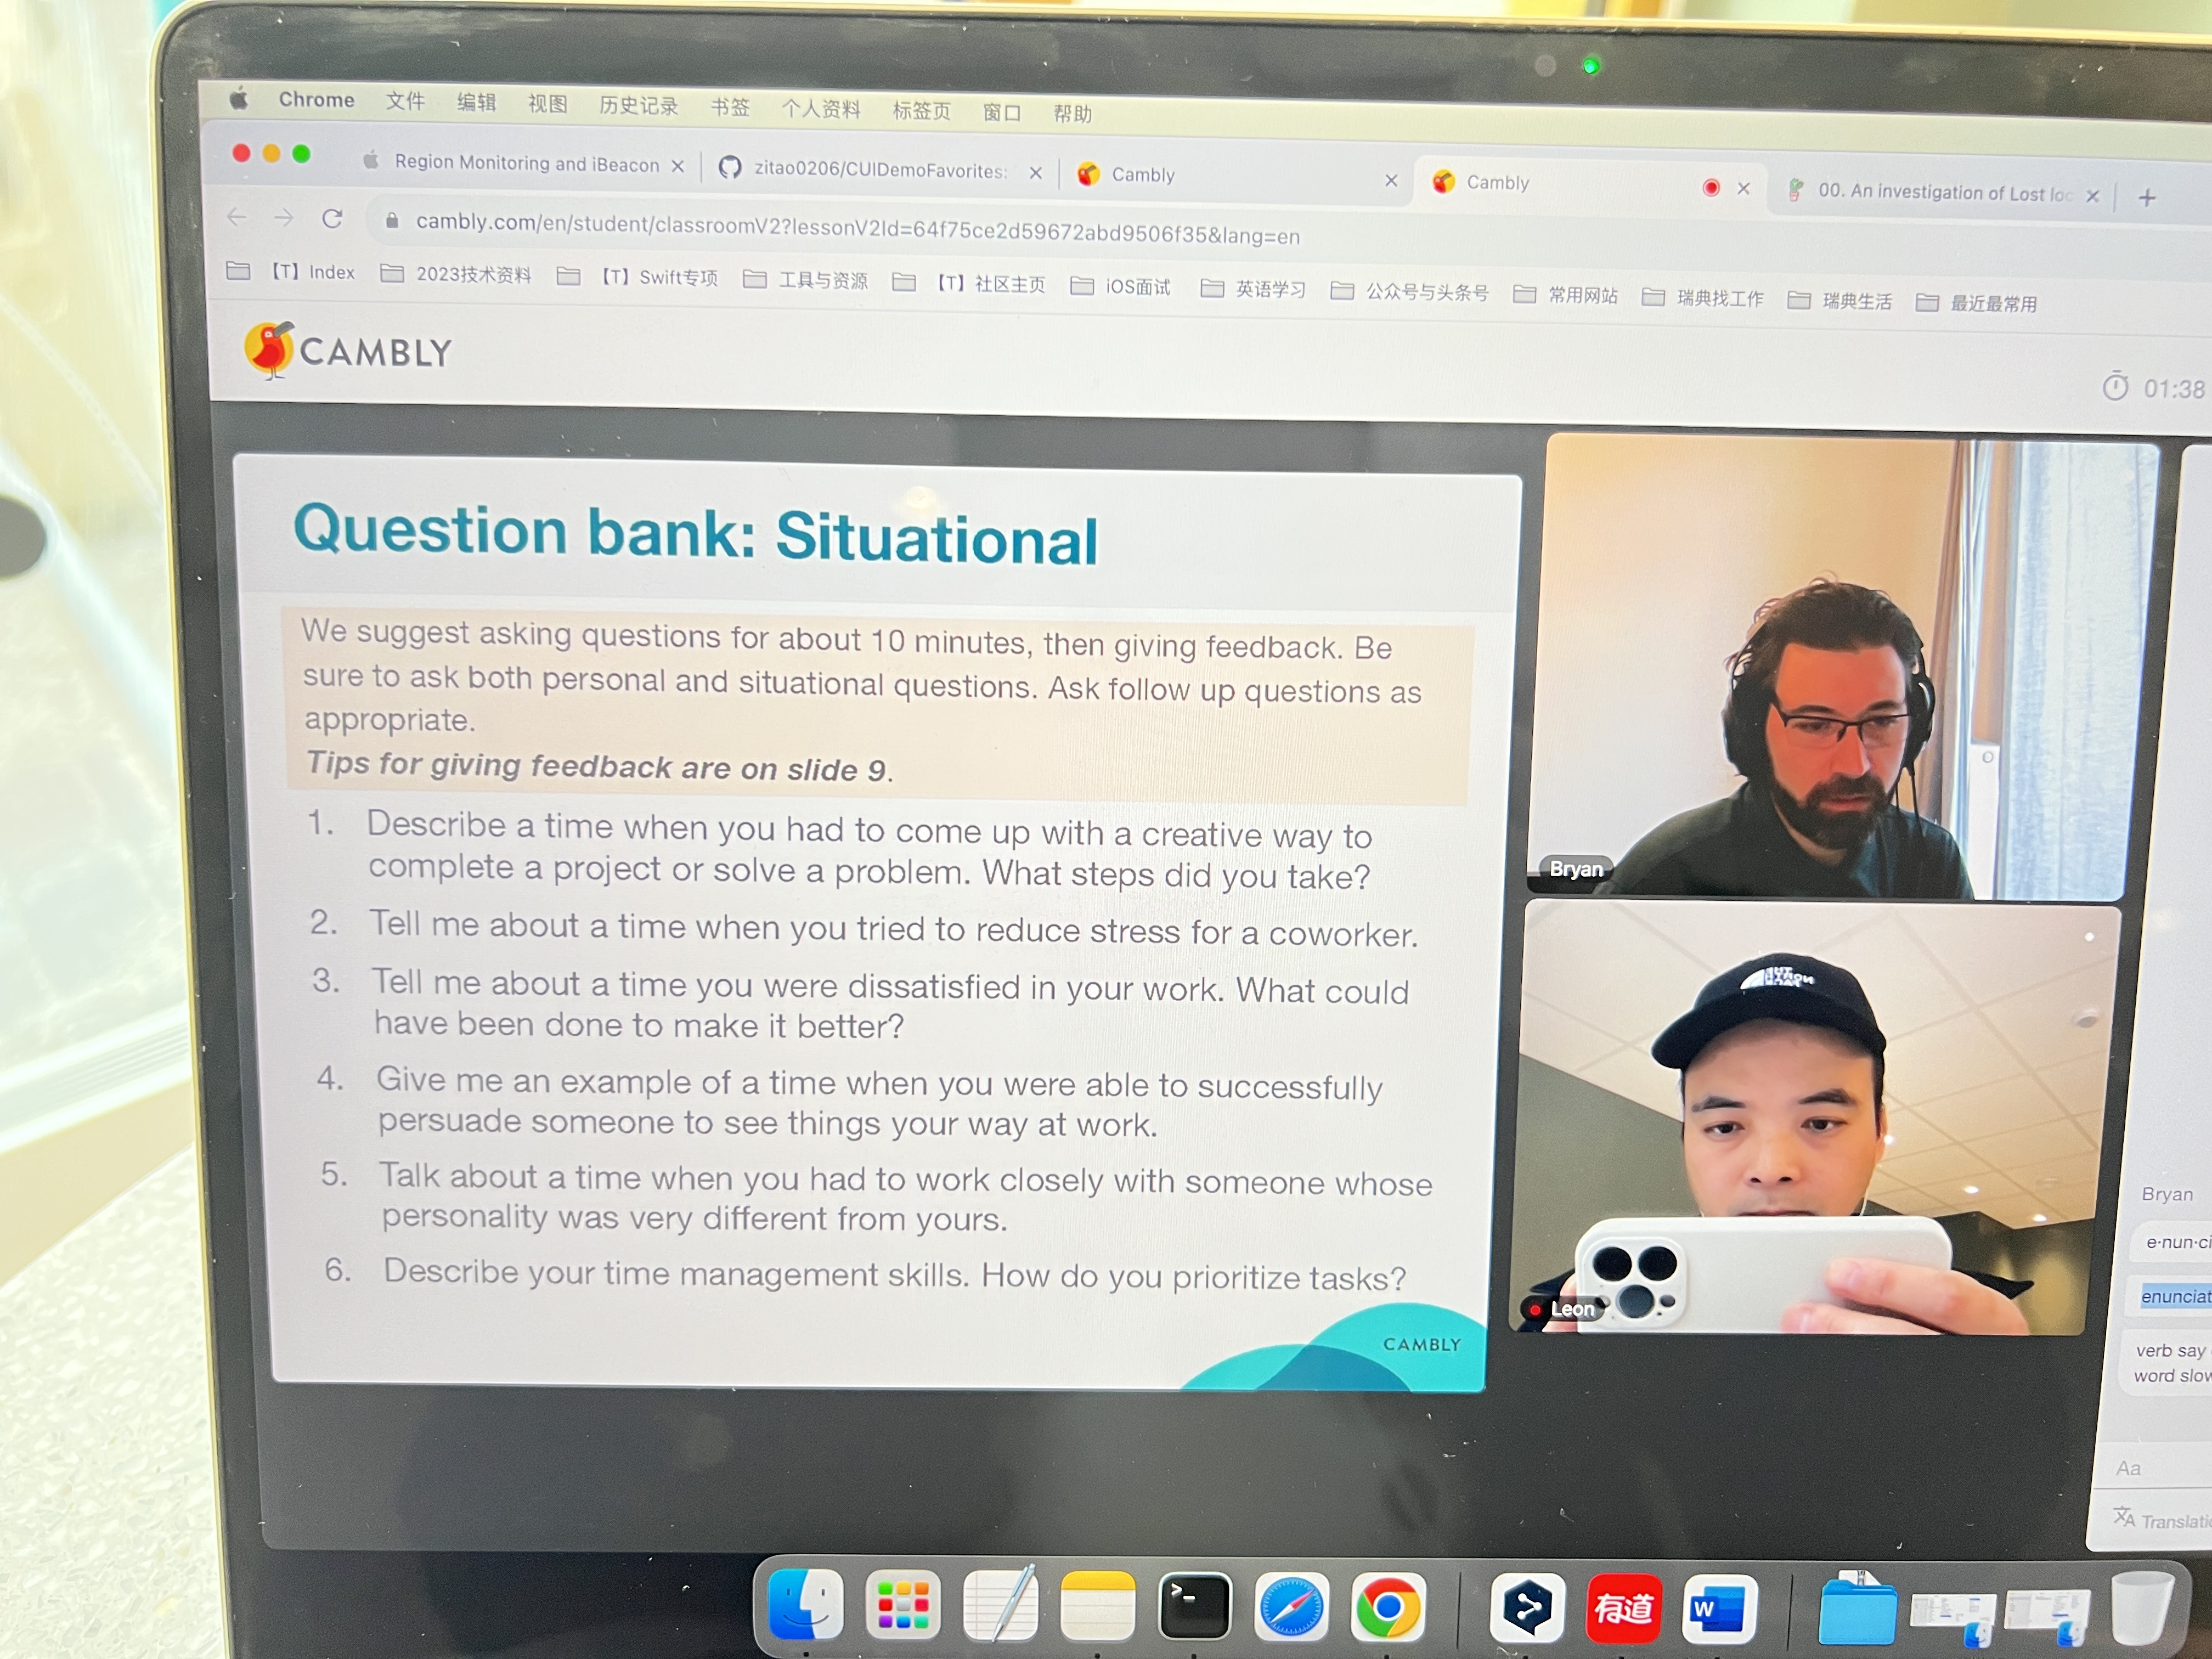 Chrome 文件 编辑 视图 历史记录 书签 个人资料 标签页 窗口 帮助
Region Monitoring and iBeacon zitao0206/CUIDemoFavorites: Cambly Cambly 00. An investigation of Lost loc
cambly.com/en/student/classroomV2?lessonV2Id=64f75ce2d59672abd9506f35&lang=en
【T】Index 2023技术资料 【T】Swift专项 工具与资源 【T】社区主页 iOS面试 英语学习 公众号与头条号 常用网站 瑞典找工作 瑞典生活 最近最常用
CAMBLY
01:38
Question bank: Situational
We suggest asking questions for about 10 minutes, then giving feedback. Be
sure to ask both personal and situational questions. Ask follow up questions as
appropriate.
Tips for giving feedback are on slide 9.
1. Describe a time when you had to come up with a creative way to
complete a project or solve a problem. What steps did you take?
2. Tell me about a time when you tried to reduce stress for a coworker.
3. Tell me about a time you were dissatisfied in your work. What could
have been done to make it better?
4. Give me an example of a time when you were able to successfully
persuade someone to see things your way at work.
5. Talk about a time when you had to work closely with someone whose
personality was very different from yours.
6. Describe your time management skills. How do you prioritize tasks?
CAMBLY
Bryan
THE NORTH FACE
Leon
Bryan
e·nun·ci
enunciat
verb say
word slow
Aa
Translati
有道
W